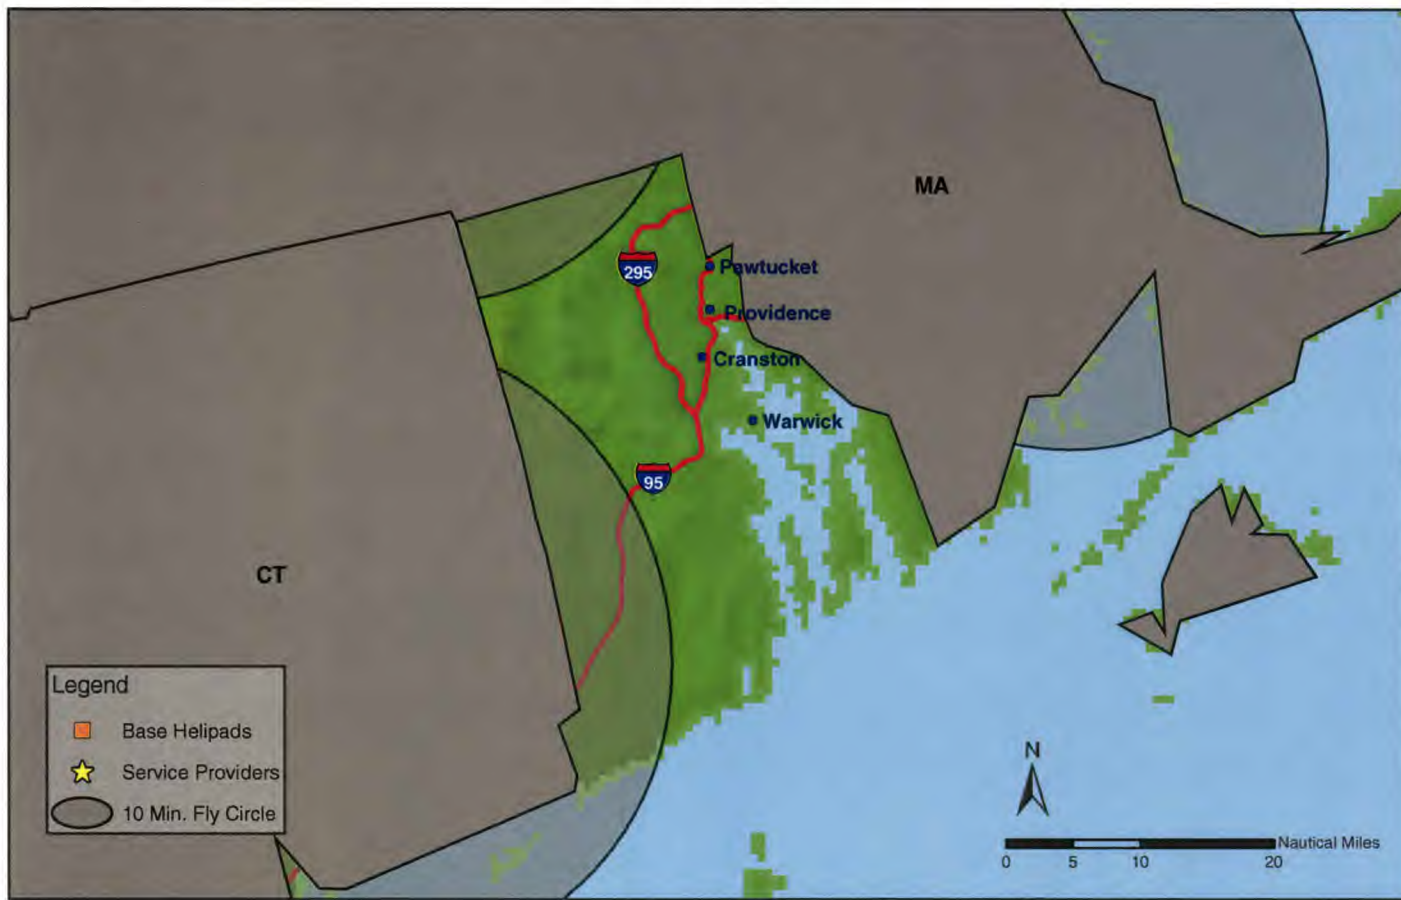 MA
295
Pawtucket
Providence
Cranston
Warwick
95
CT
Legend
Base Helipads
Service Providers
10 Min. Fly Circle
N
Nautical Miles
0 5 10 20